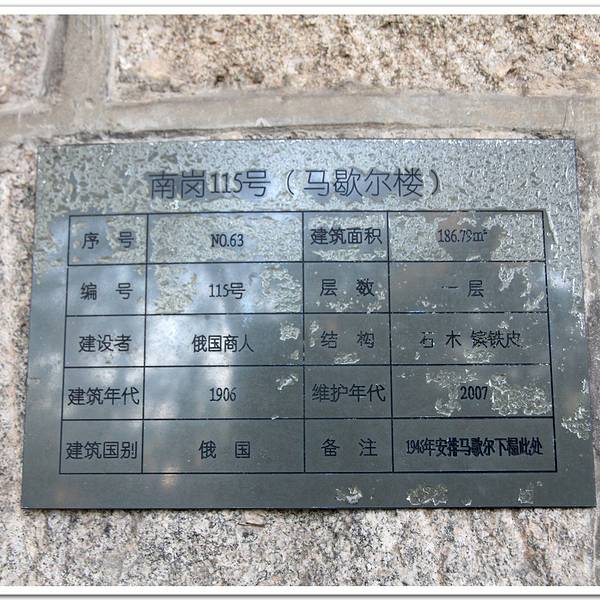 南岗115号（马歇尔楼）
序 号 NO.63 建筑面积 186.79㎡
编 号 115号 层 数 一 层
建设者 俄国商人 结 构 石 木 镔铁皮
建筑年代 1906 维护年代 2007
建筑国别 俄 国 备 注 1946年安排马歇尔下榻此处